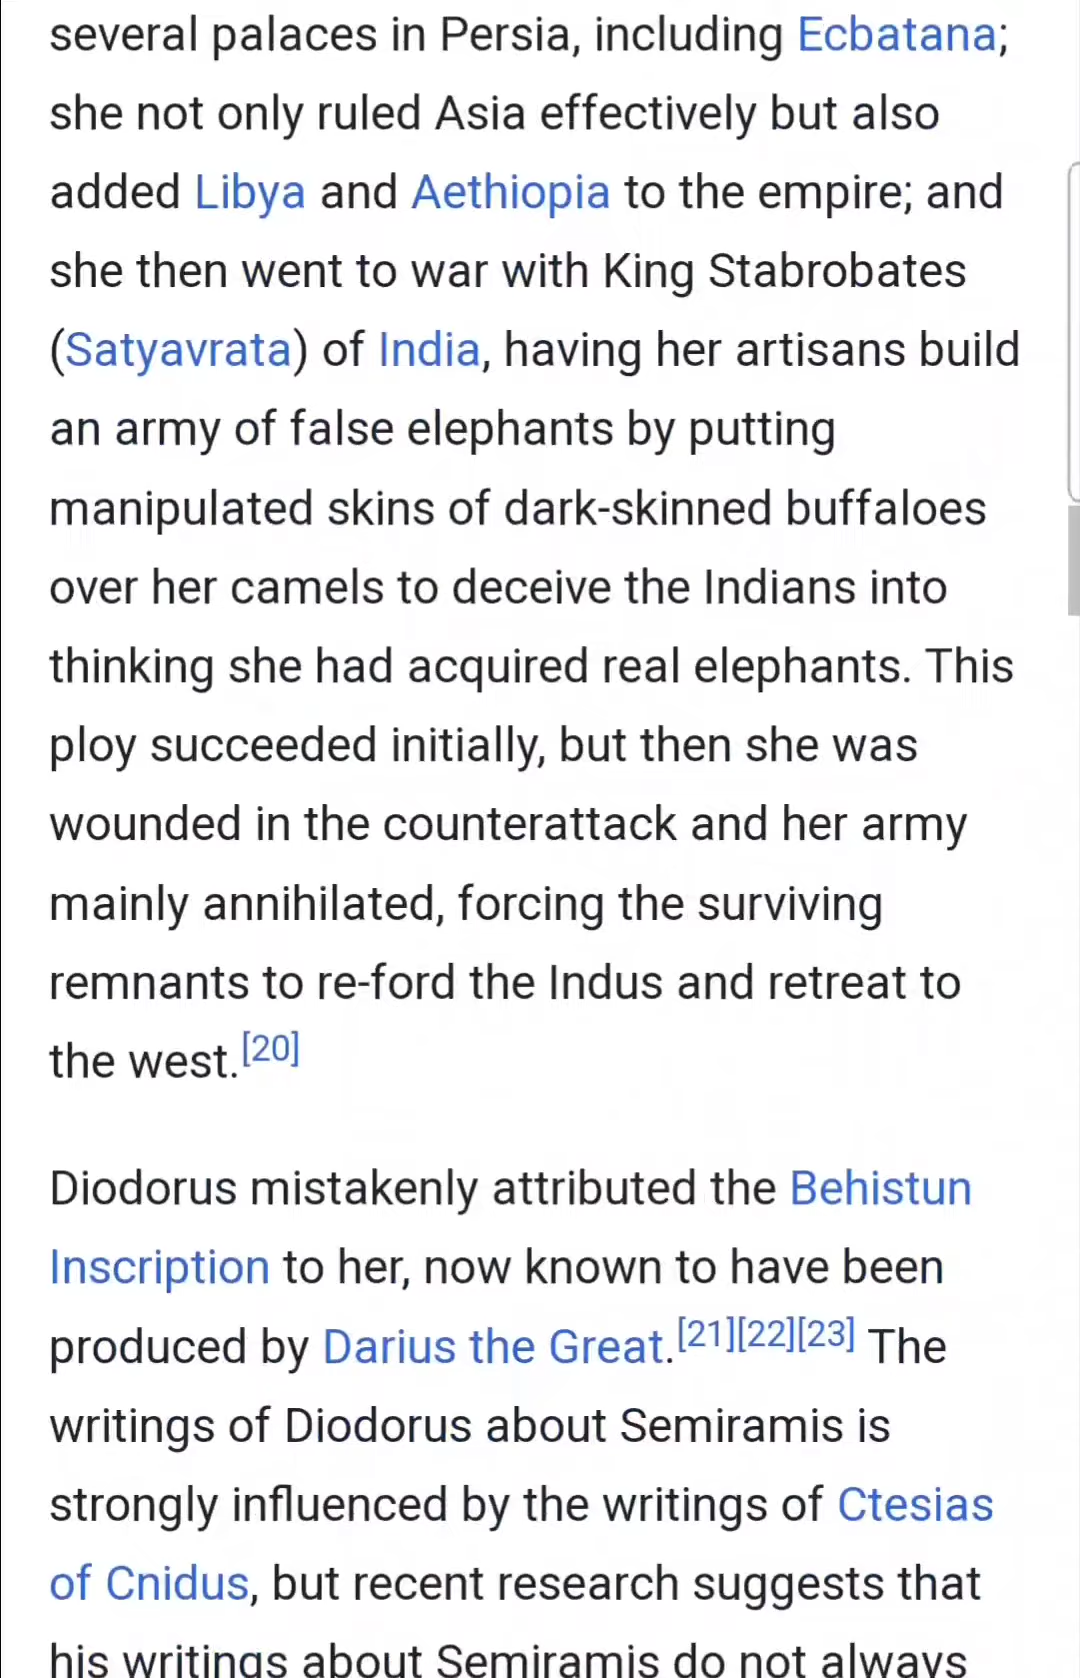 several palaces in Persia, including Ecbatana;
she not only ruled Asia effectively but also
added Libya and Aethiopia to the empire; and
she then went to war with King Stabrobates
(Satyavrata) of India, having her artisans build
an army of false elephants by putting
manipulated skins of dark-skinned buffaloes
over her camels to deceive the Indians into
thinking she had acquired real elephants. This
ploy succeeded initially, but then she was
wounded in the counterattack and her army
mainly annihilated, forcing the surviving
remnants to re-ford the Indus and retreat to
the west.[20]
Diodorus mistakenly attributed the Behistun
Inscription to her, now known to have been
produced by Darius the Great.[21][22][23] The
writings of Diodorus about Semiramis is
strongly influenced by the writings of Ctesias
of Cnidus, but recent research suggests that
his writings about Semiramis do not always